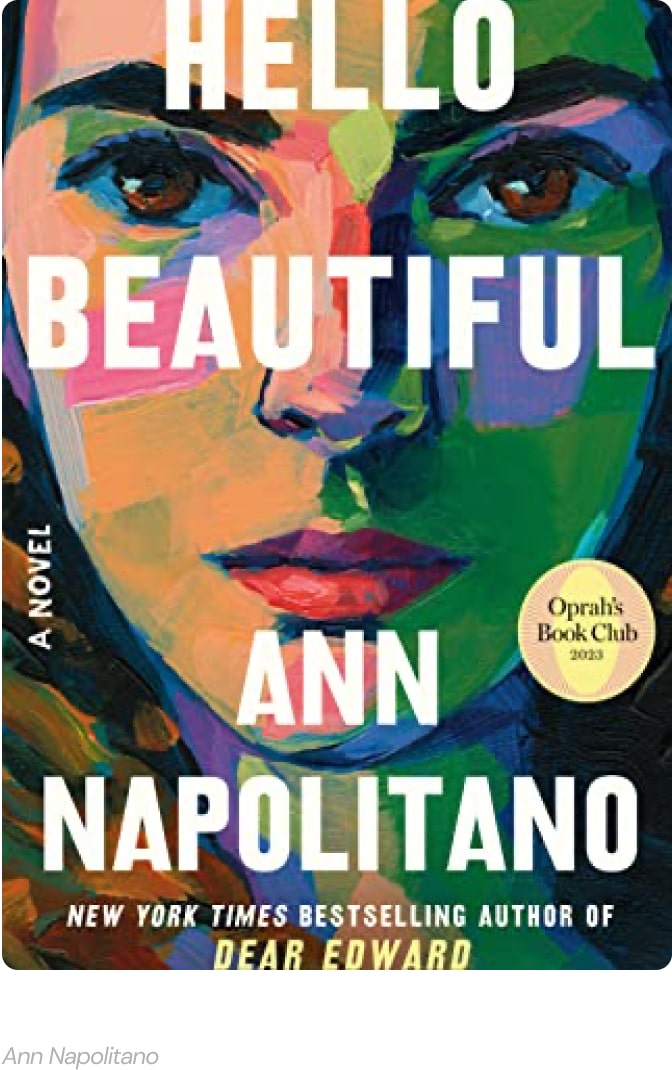 HELLO
BEAUTIFUL
A NOVEL
Oprah's
Book Club
2023
ANN
NAPOLITANO
NEW YORK TIMES BESTSELLING AUTHOR OF
DEAR EDWARD
Ann Napolitano